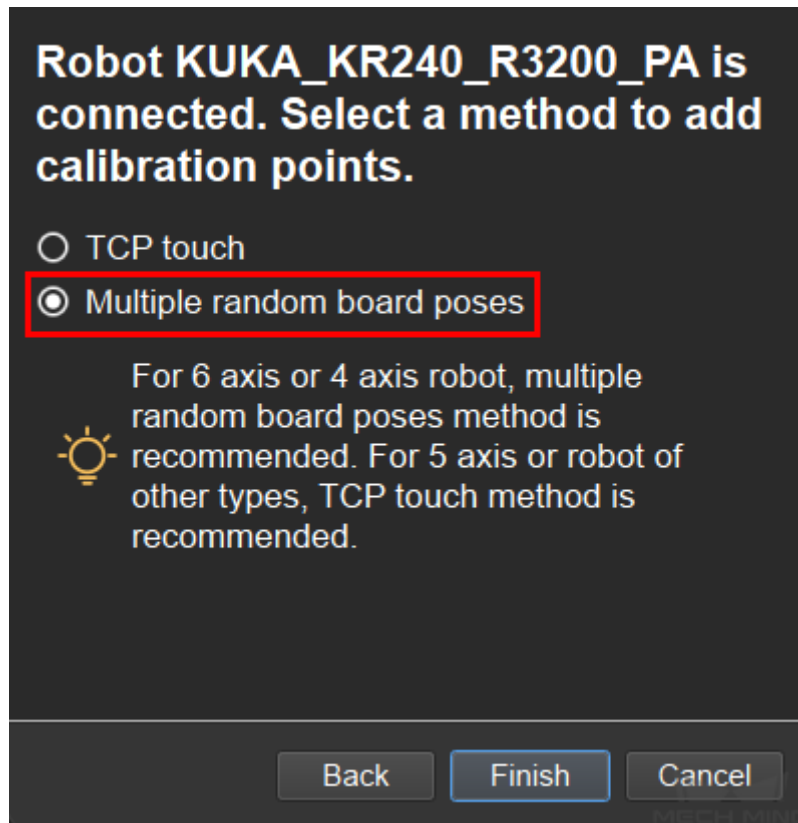 Robot KUKA_KR240_R3200_PA is
connected. Select a method to add
calibration points.
TCP touch
Multiple random board poses
For 6 axis or 4 axis robot, multiple
random board poses method is
recommended. For 5 axis or robot of
other types, TCP touch method is
recommended.
Back
Finish
Cancel
MECH MIND